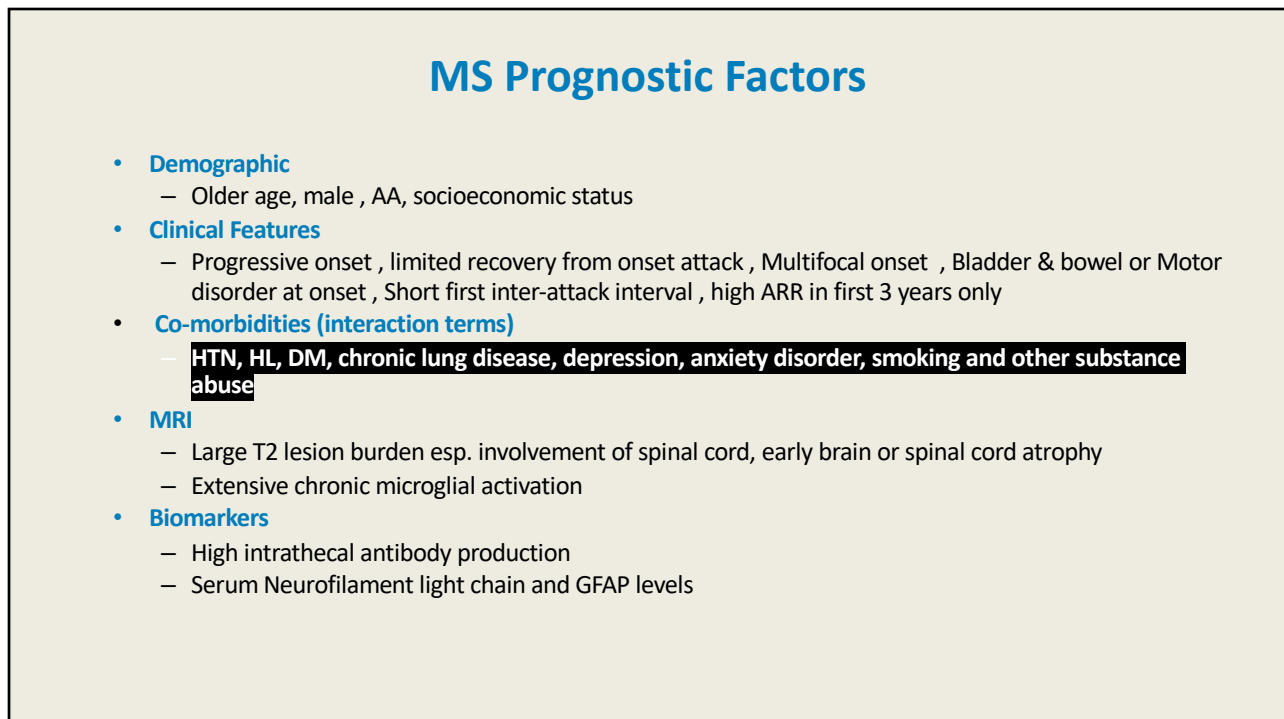 MS Prognostic Factors
• Demographic
– Older age, male , AA, socioeconomic status
• Clinical Features
– Progressive onset , limited recovery from onset attack , Multifocal onset  , Bladder & bowel or Motor
disorder at onset , Short first inter-attack interval , high ARR in first 3 years only
• Co-morbidities (interaction terms)
– HTN, HL, DM, chronic lung disease, depression, anxiety disorder, smoking and other substance
abuse
• MRI
– Large T2 lesion burden esp. involvement of spinal cord, early brain or spinal cord atrophy
– Extensive chronic microglial activation
• Biomarkers
– High intrathecal antibody production
– Serum Neurofilament light chain and GFAP levels